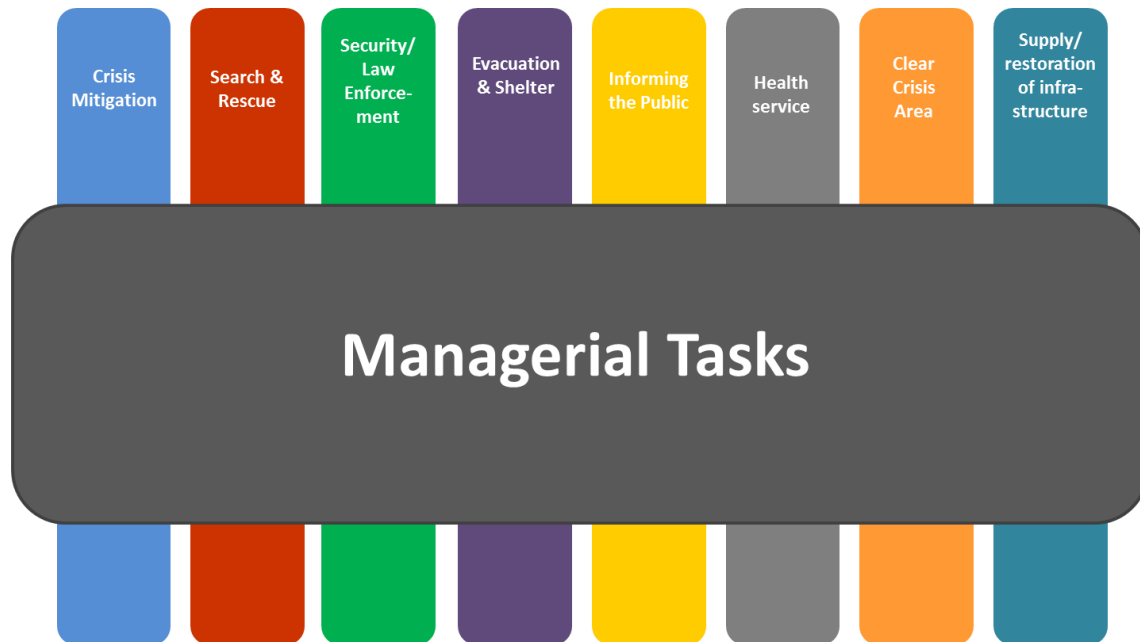 Crisis
Mitigation
Search &
Rescue
Security/
Law
Enforce-
ment
Evacuation
& Shelter
Informing
the Public
Health
service
Clear
Crisis
Area
Supply/
restoration
of infra-
structure
Managerial Tasks